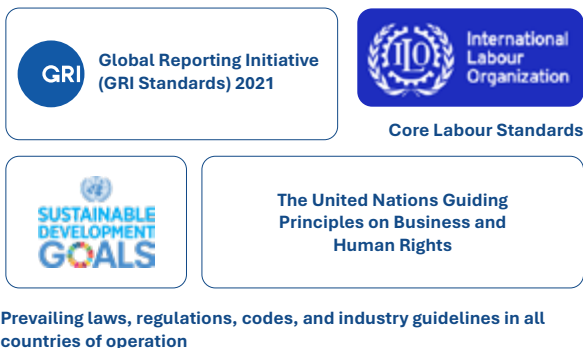 GRI
Global Reporting Initiative
(GRI Standards) 2021
International
Labour
Organization
Core Labour Standards
SUSTAINABLE
DEVELOPMENT
GOALS
The United Nations Guiding
Principles on Business and
Human Rights
Prevailing laws, regulations, codes, and industry guidelines in all
countries of operation